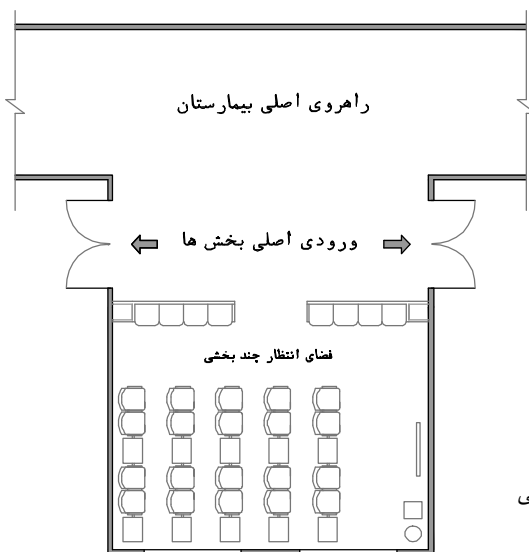 راهروی اصلی بیمارستان
ورودی اصلی بخش ها
فضای انتظار چند بخشی
ی